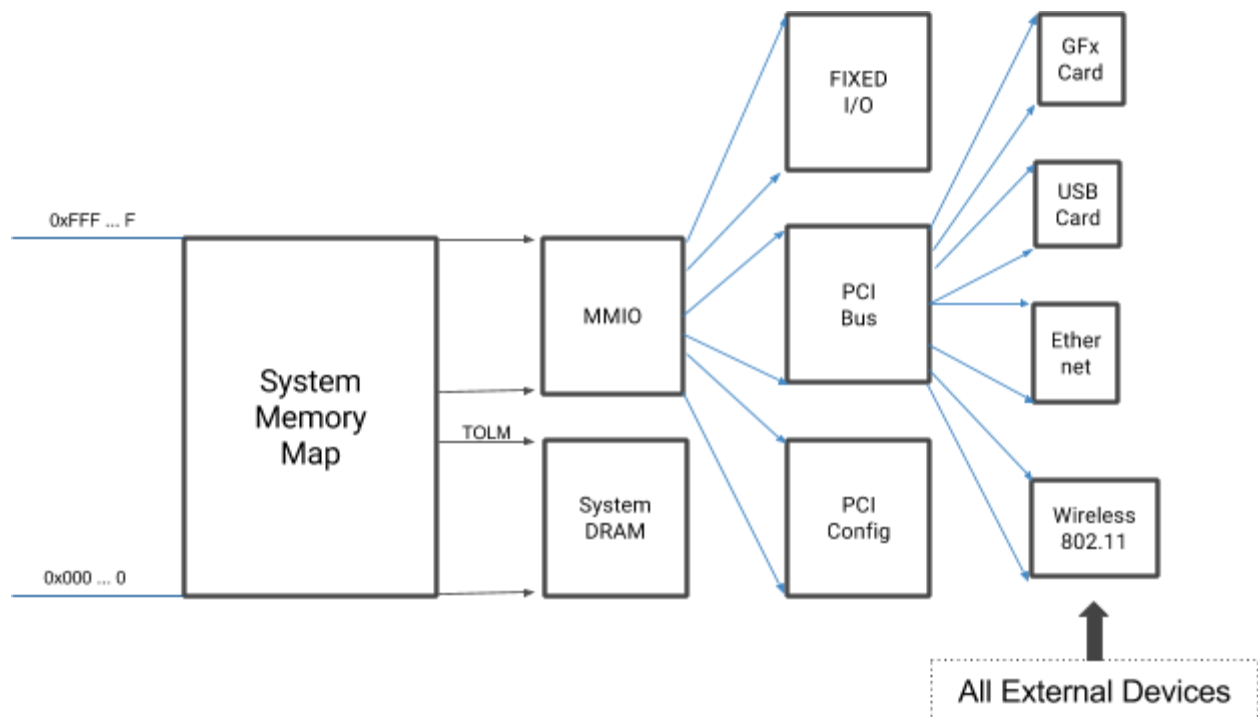 0xFFF ... F
0x000 ... 0
System
Memory
Map
TOLM
MMIO
System
DRAM
FIXED
I/O
PCI
Bus
PCI
Config
GFx
Card
USB
Card
Ether
net
Wireless
802.11
All External Devices